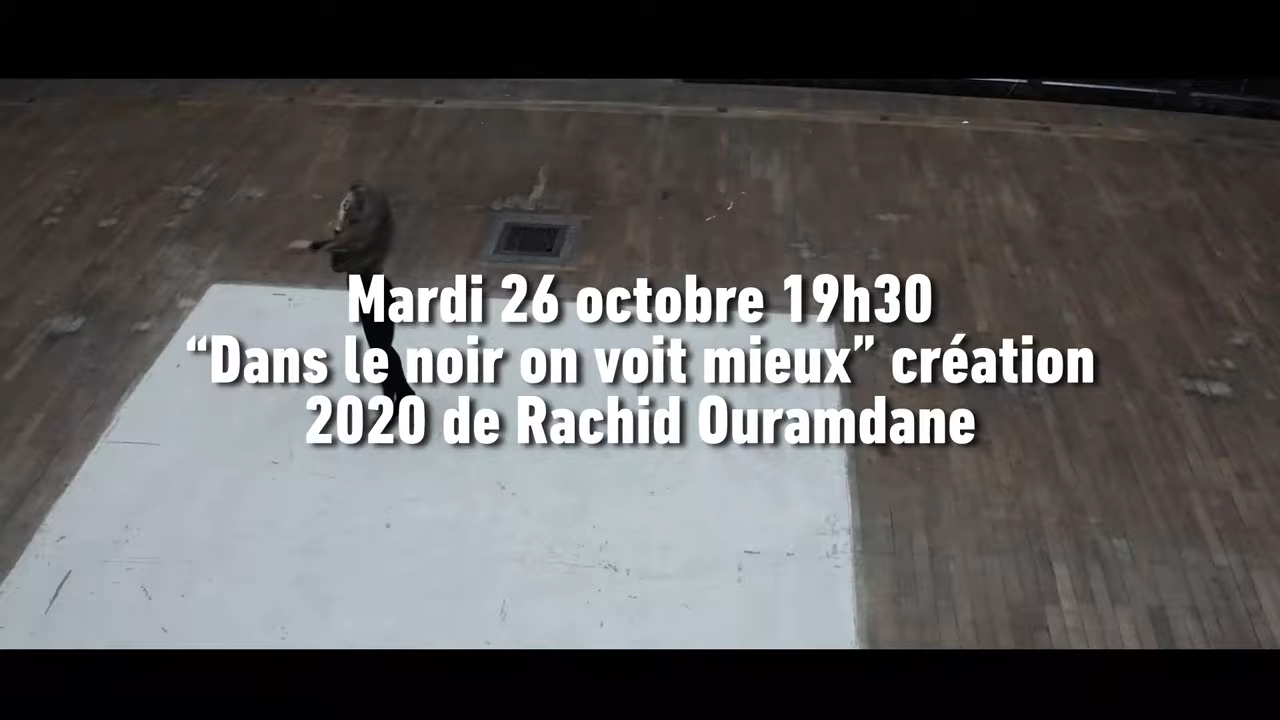 Mardi 26 octobre 19h30
“Dans le noir on voit mieux” création
2020 de Rachid Ouramdane